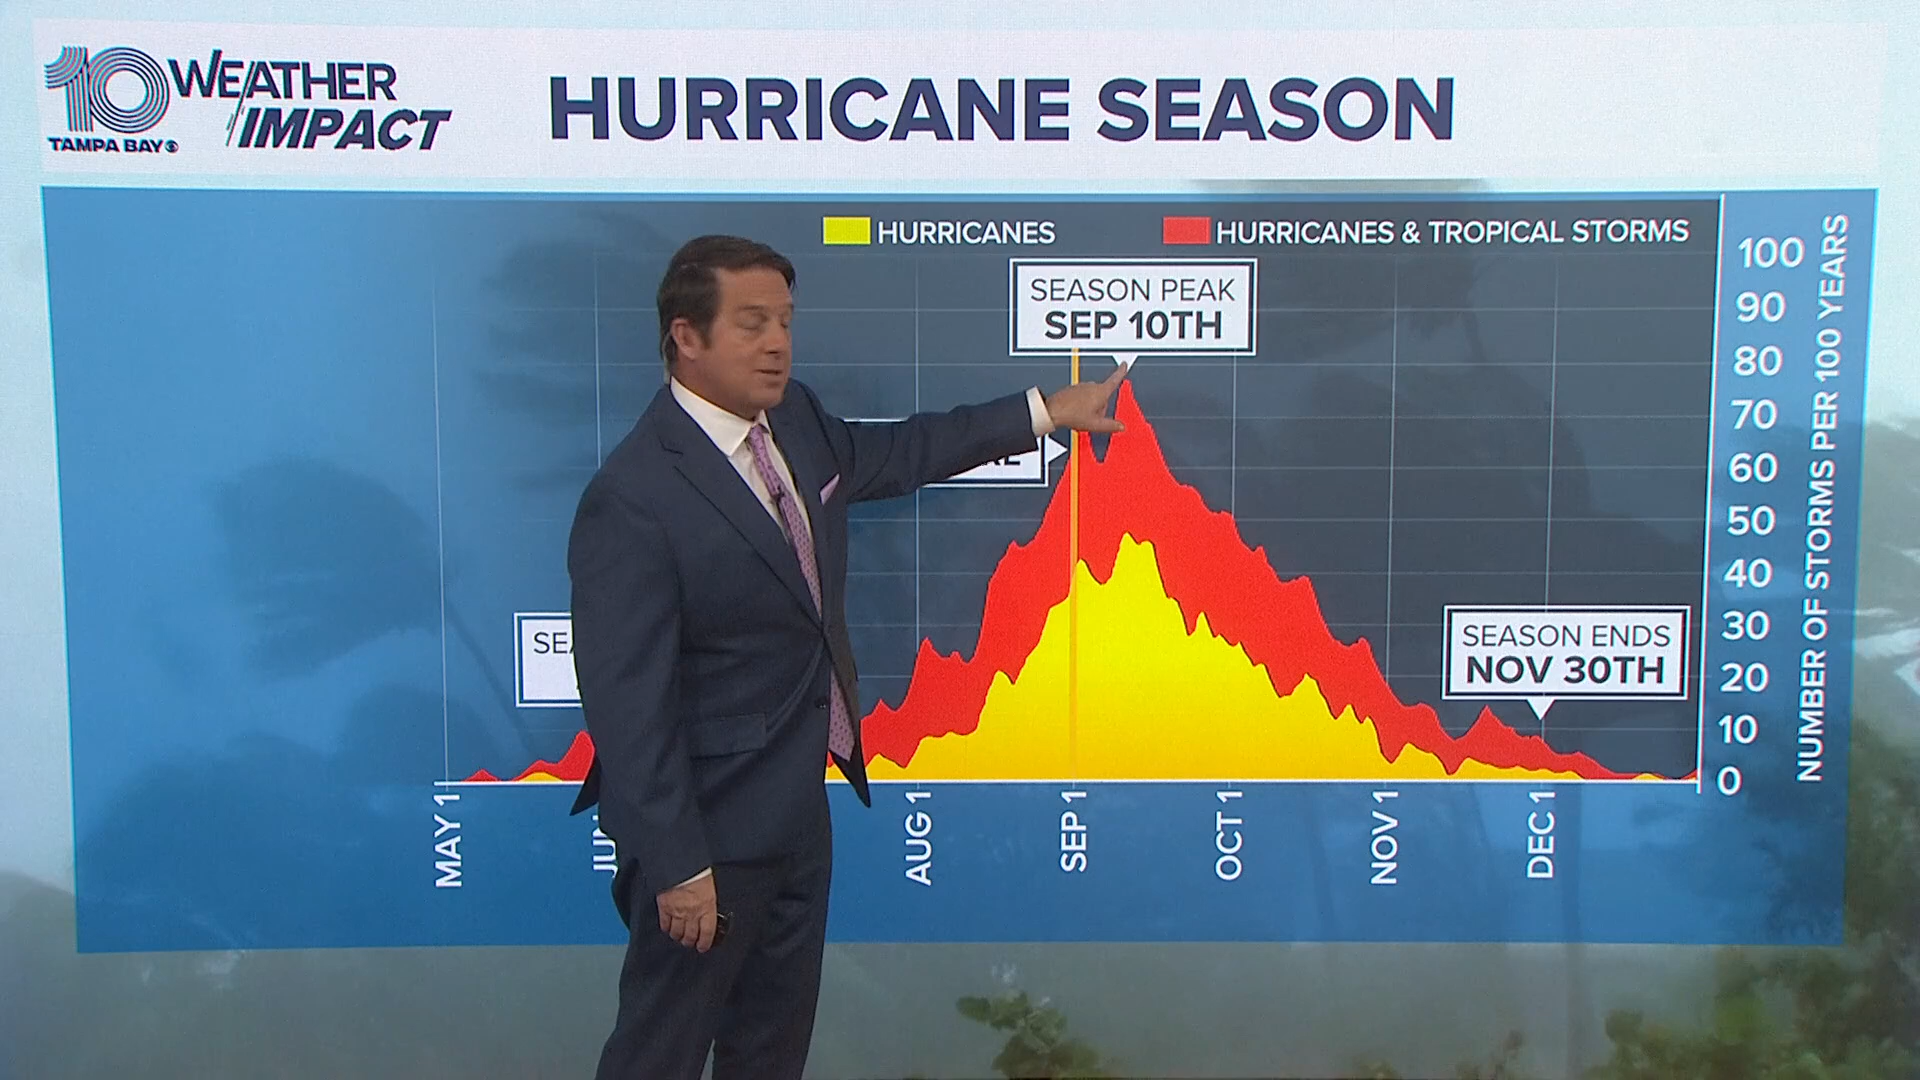 10
TAMPA BAY
WEATHER
IMPACT
HURRICANE SEASON
HURRICANES
HURRICANES & TROPICAL STORMS
SEASON PEAK
SEP 10TH
SEASON ENDS
NOV 30TH
100
90
80
70
60
50
40
30
20
10
0
NUMBER OF STORMS PER 100 YEARS
MAY 1
AUG 1
SEP 1
OCT 1
NOV 1
DEC 1